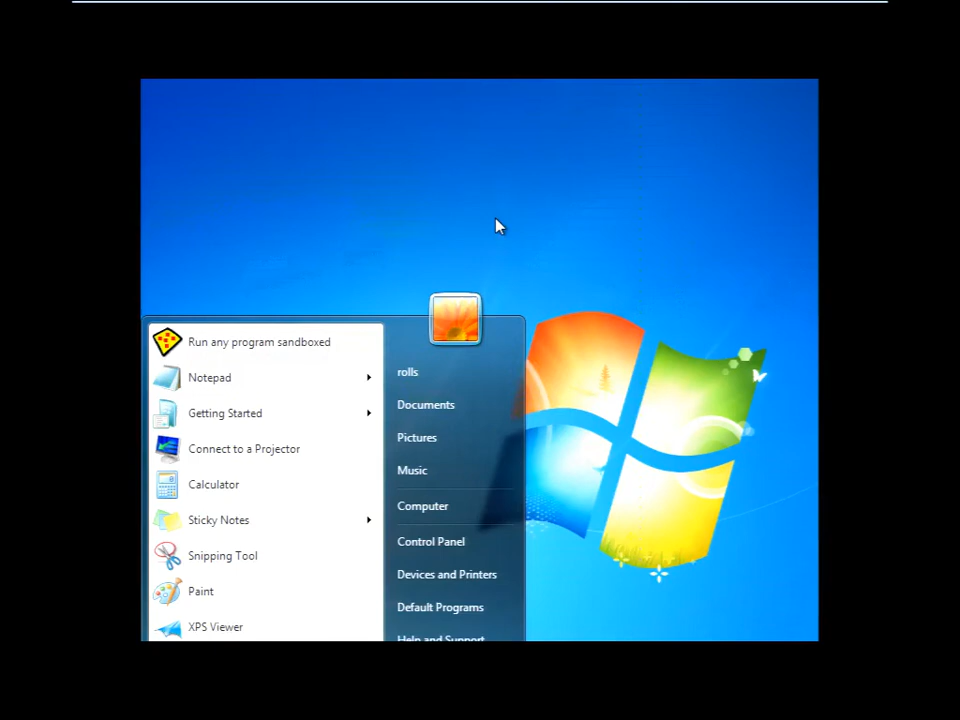 Run any program sandboxed
Notepad
Getting Started
Connect to a Projector
Calculator
Sticky Notes
Snipping Tool
Paint
XPS Viewer
rolls
Documents
Pictures
Music
Computer
Control Panel
Devices and Printers
Default Programs
Help and Support